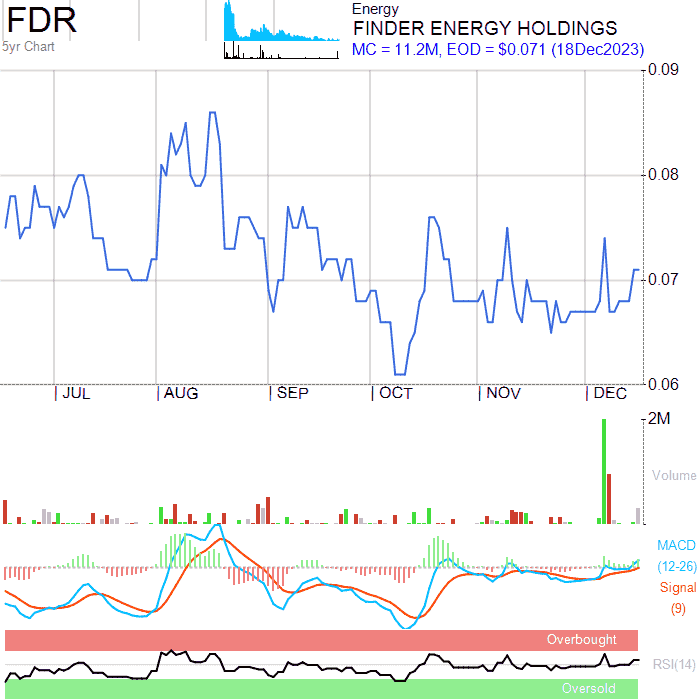 FDR
5yr Chart
Energy
FINDER ENERGY HOLDINGS
MC = 11.2M, EOD = $0.071 (18Dec2023)
0.09
0.08
0.07
0.06
JUL AUG SEP OCT NOV DEC
2M
Volume
MACD
(12-26)
Signal
(9)
Overbought
RSI(14)
Oversold